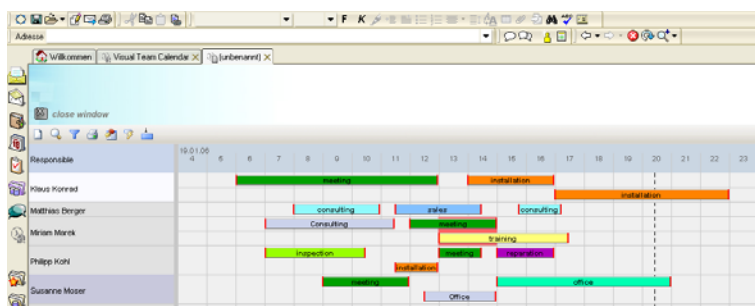 F K
Adresse
Willkommen Visual Team Calendar (unbenannt)
close window
Responsible
19.01.06
4 5 6 7 8 9 10 11 12 13 14 15 16 17 18 19 20 21 22 23
meeting installation
Klaus Konrad
installation
Matthias Berger consulting sales consulting
Consulting meeting
Miriam Marek
training
inspection meeting reparation
Philipp Kohl
installation
meeting office
Susanne Moser
Office